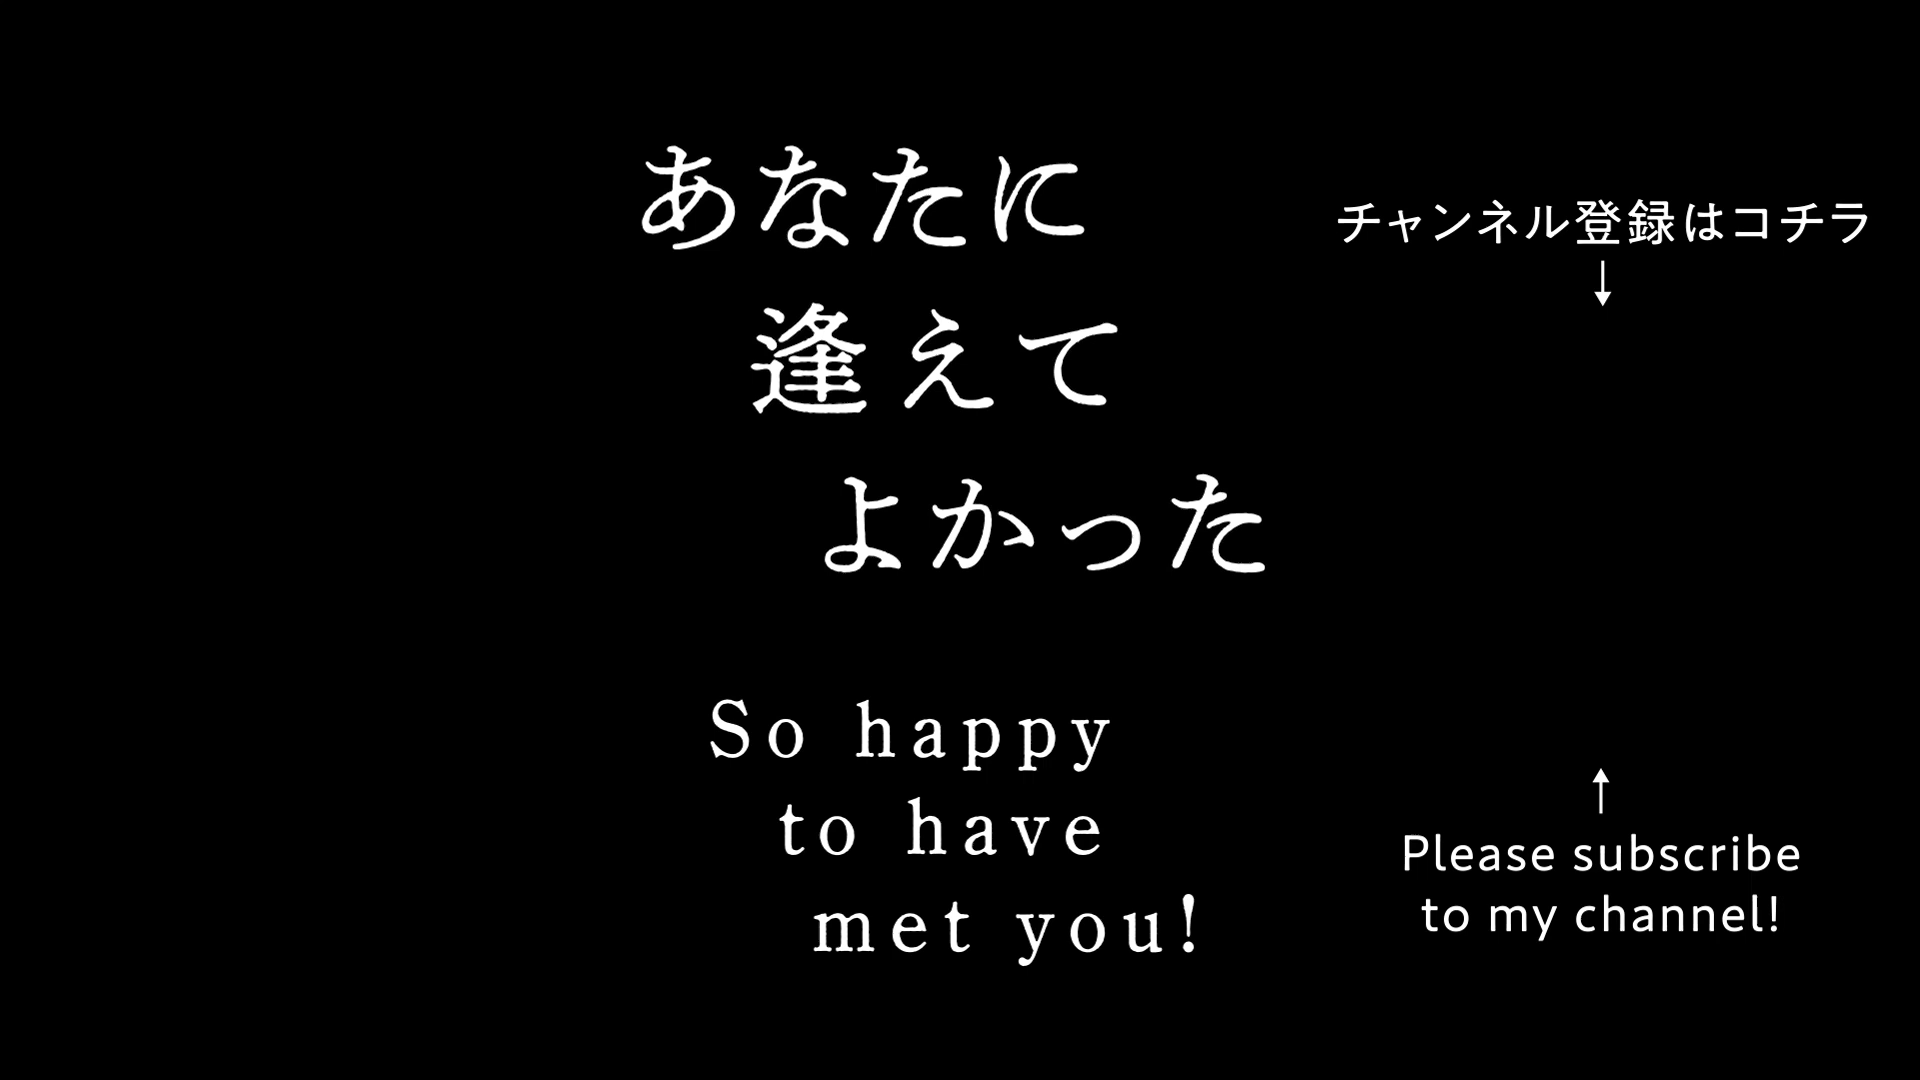 あなたに
逢えて
よかった
So happy
to have
met you!
チャンネル登録はコチラ
↓
↑
Please subscribe
to my channel!